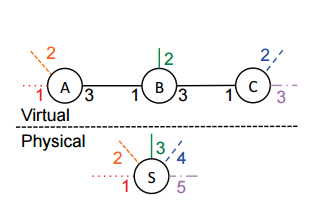 2 2 2
1 A 3 1 B 3 1 C 3
Virtual
Physical
2 3 4
1 S 5